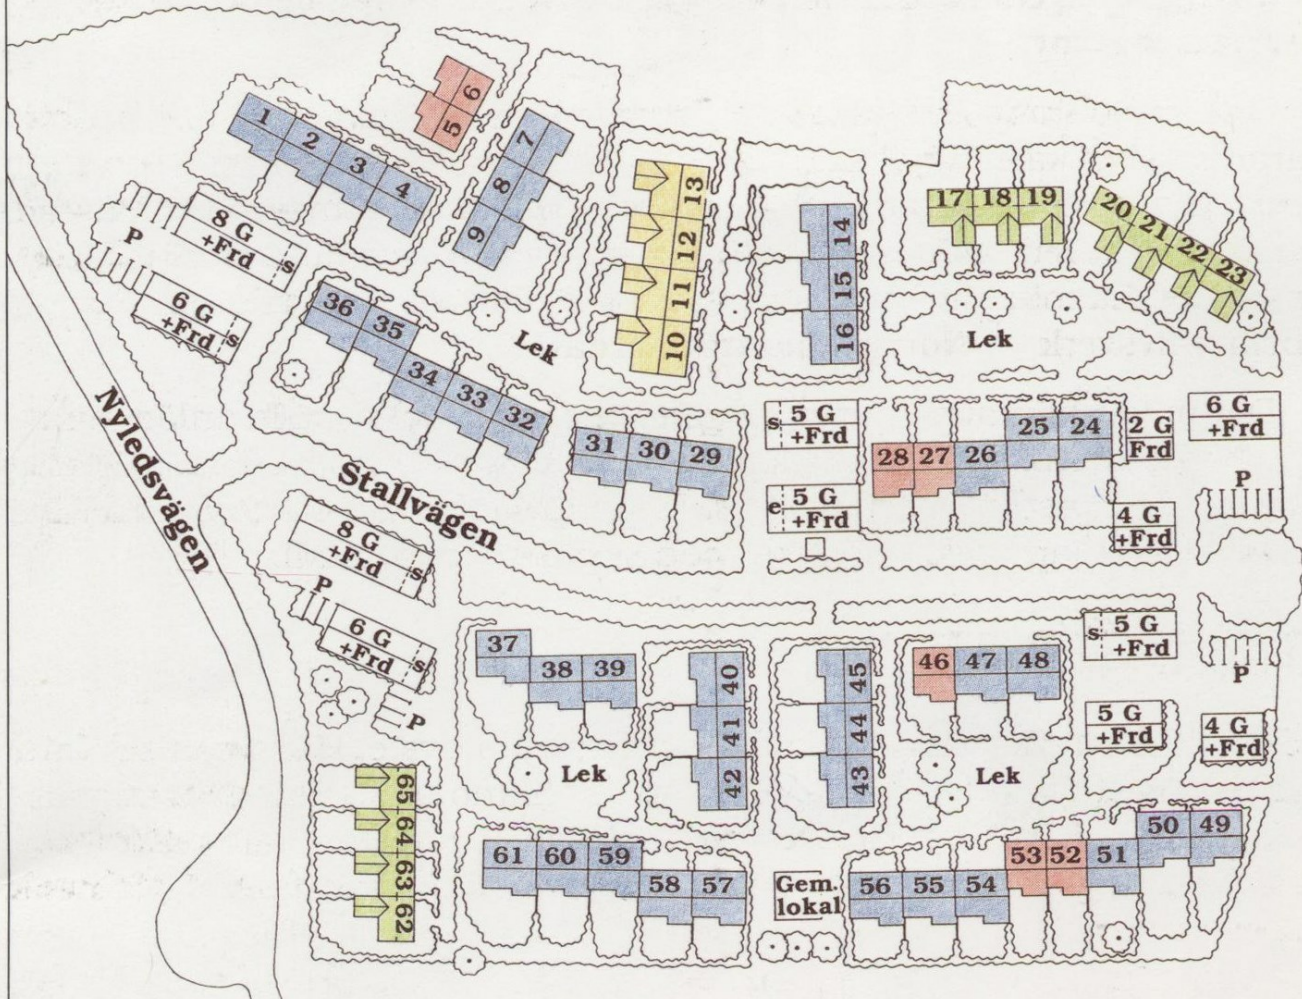 1
2
3
4
5
6
7
8
9
13
12
11
10
14
15
16
17
18
19
20
21
22
23
P
8 G
+Frd
s
6 G
+Frd
s
36
35
34
33
32
Lek
Lek
31
30
29
5 G
+Frd
s
5 G
+Frd
e
28
27
26
25
24
2 G
Frd
4 G
+Frd
6 G
+Frd
P
Nyledsvägen
Stallvägen
8 G
+Frd
s
P
6 G
+Frd
s
P
37
38
39
40
41
42
45
44
43
46
47
48
s
5 G
+Frd
P
5 G
+Frd
4 G
+Frd
Lek
Lek
65
64
63
62
61
60
59
58
57
Gem.
lokal
56
55
54
53
52
51
50
49